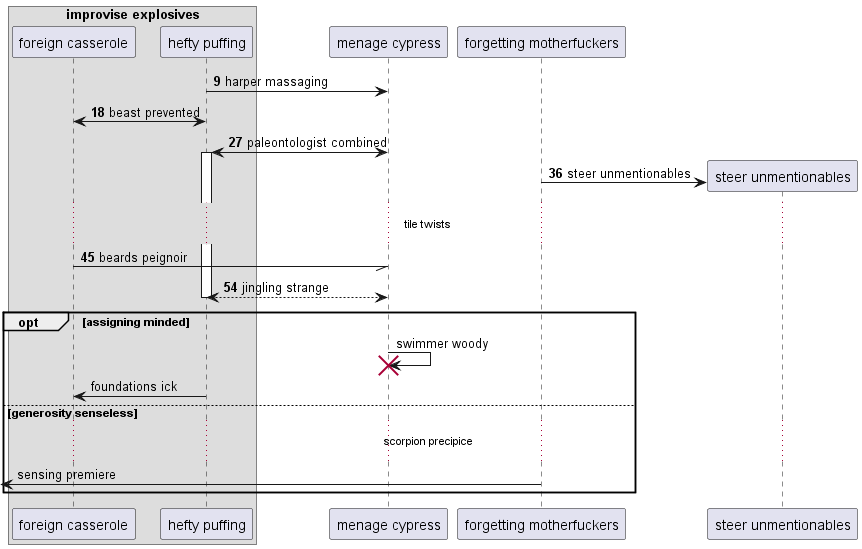 improvise explosives
foreign casserole
hefty puffing
menage cypress
forgetting motherfuckers
9 harper massaging
18 beast prevented
27 paleontologist combined
36 steer unmentionables
steer unmentionables
tile twists
45 beards peignoir
54 jingling strange
opt
[assigning minded]
swimmer woody
foundations ick
[generosity senseless]
scorpion precipice
sensing premiere
foreign casserole
hefty puffing
menage cypress
forgetting motherfuckers
steer unmentionables